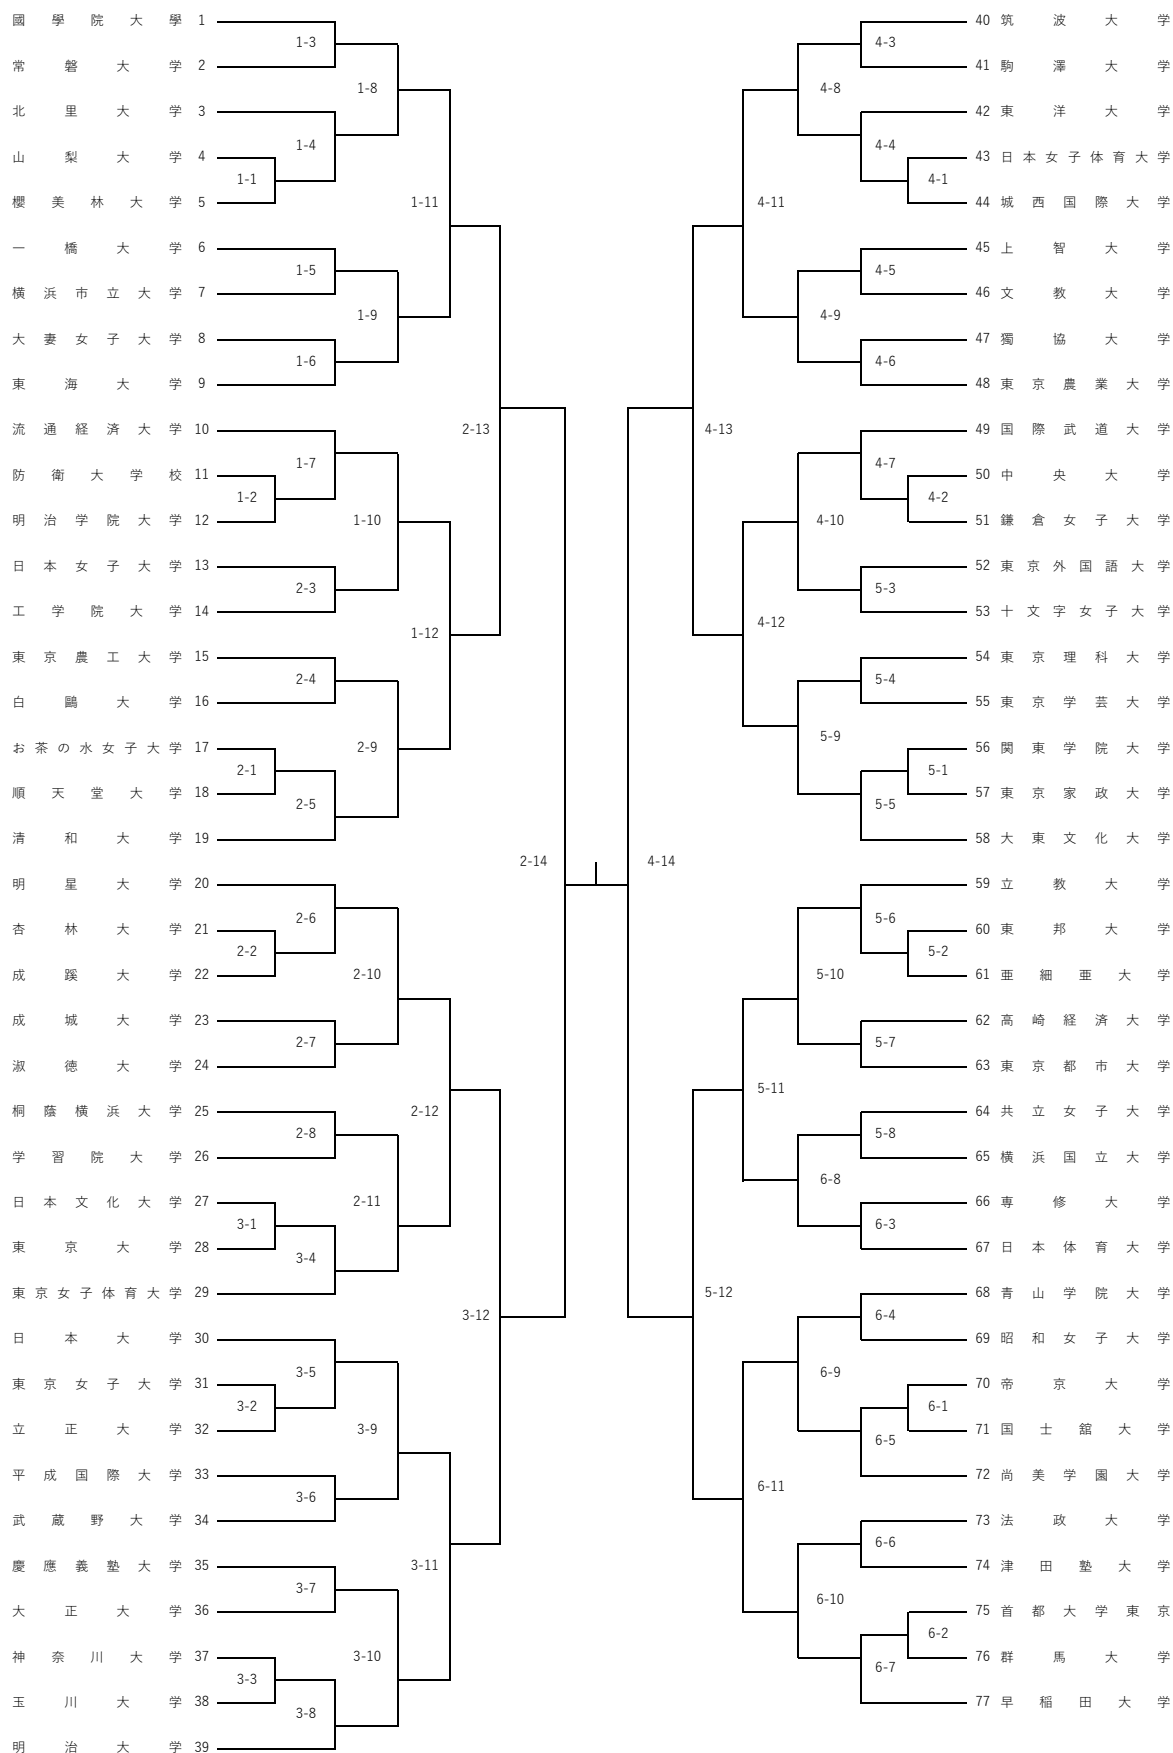 國學院大學 1
常磐大学 2
北里大学 3
山梨大学 4
櫻美林大学 5
一橋大学 6
横浜市立大学 7
大妻女子大学 8
東海大学 9
流通経済大学 10
防衛大学校 11
明治学院大学 12
日本女子大学 13
工学院大学 14
東京農工大学 15
白鷗大学 16
お茶の水女子大学 17
順天堂大学 18
清和大学 19
明星大学 20
杏林大学 21
成蹊大学 22
成城大学 23
淑徳大学 24
桐蔭横浜大学 25
学習院大学 26
日本文化大学 27
東京大学 28
東京女子体育大学 29
日本大学 30
東京女子大学 31
立正大学 32
平成国際大学 33
武蔵野大学 34
慶應義塾大学 35
大正大学 36
神奈川大学 37
玉川大学 38
明治大学 39
1-1
1-2
2-1
2-2
3-1
3-2
3-3
1-3
1-4
1-5
1-6
1-7
2-3
2-4
2-5
2-6
2-7
2-8
3-4
3-5
3-6
3-7
3-8
1-8
1-9
1-10
2-9
2-10
2-11
3-9
3-10
1-11
1-12
2-12
3-11
2-13
3-12
2-14
4-14
4-13
5-12
4-11
4-12
5-11
6-11
4-8
4-9
4-10
5-9
5-10
6-8
6-9
6-10
4-3
4-4
4-5
4-6
4-7
5-3
5-4
5-5
5-6
5-7
5-8
6-3
6-4
6-5
6-6
6-7
4-1
4-2
5-1
5-2
6-1
6-2
40 筑波大学
41 駒澤大学
42 東洋大学
43 日本女子体育大学
44 城西国際大学
45 上智大学
46 文教大学
47 獨協大学
48 東京農業大学
49 国際武道大学
50 中央大学
51 鎌倉女子大学
52 東京外国語大学
53 十文字女子大学
54 東京理科大学
55 東京学芸大学
56 関東学院大学
57 東京家政大学
58 大東文化大学
59 立教大学
60 東邦大学
61 亜細亜大学
62 高崎経済大学
63 東京都市大学
64 共立女子大学
65 横浜国立大学
66 専修大学
67 日本体育大学
68 青山学院大学
69 昭和女子大学
70 帝京大学
71 国士舘大学
72 尚美学園大学
73 法政大学
74 津田塾大学
75 首都大学東京
76 群馬大学
77 早稲田大学